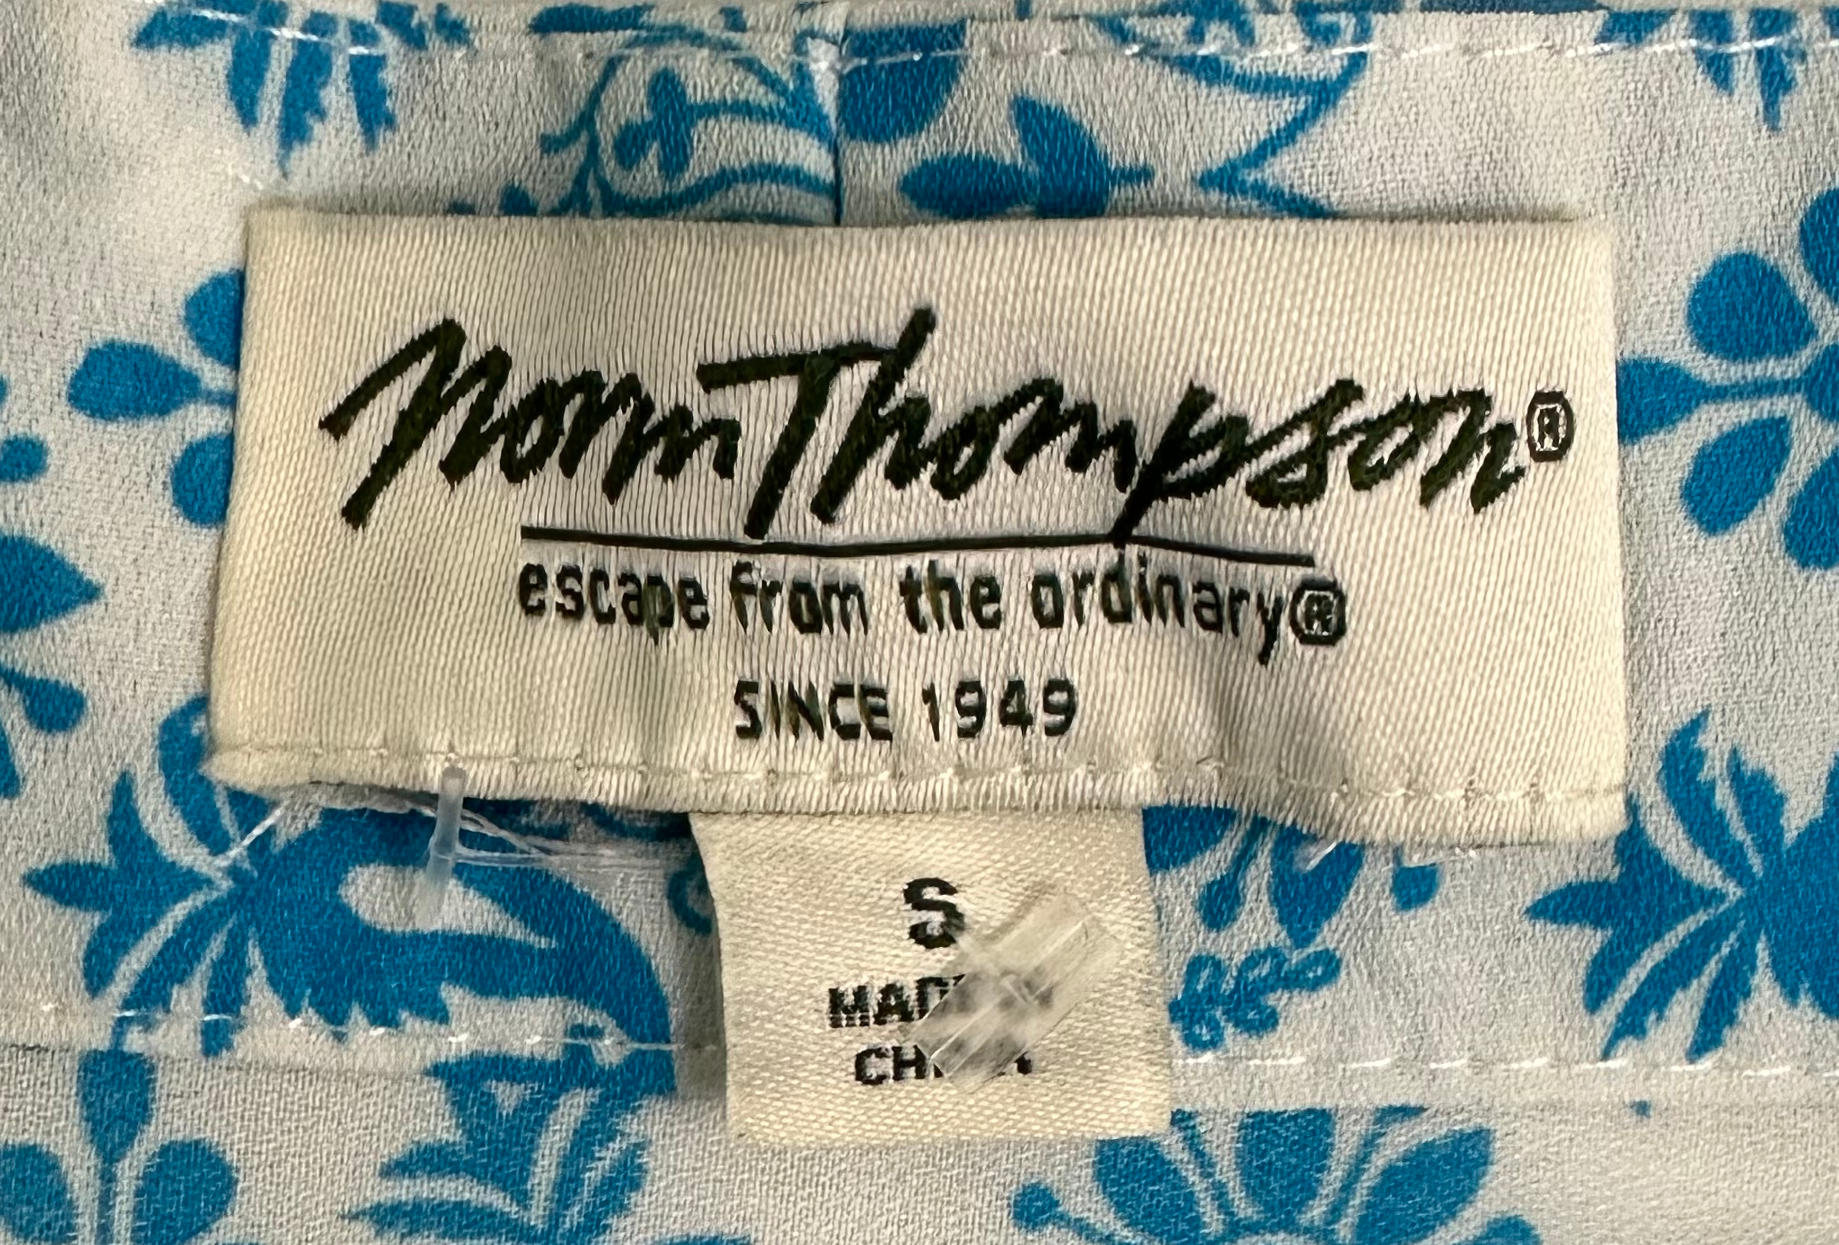 Norm Thompson®
escape from the ordinary®
SINCE 1949
S